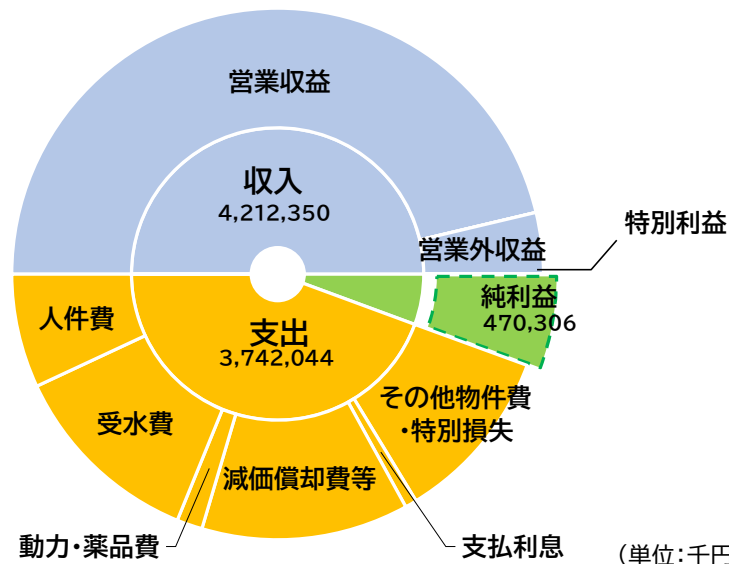 営業収益
収入
4,212,350
特別利益
営業外収益
純利益
470,306
人件費
支出
3,742,044
その他物件費
・特別損失
受水費
減価償却費等
動力・薬品費
支払利息
(単位:千円